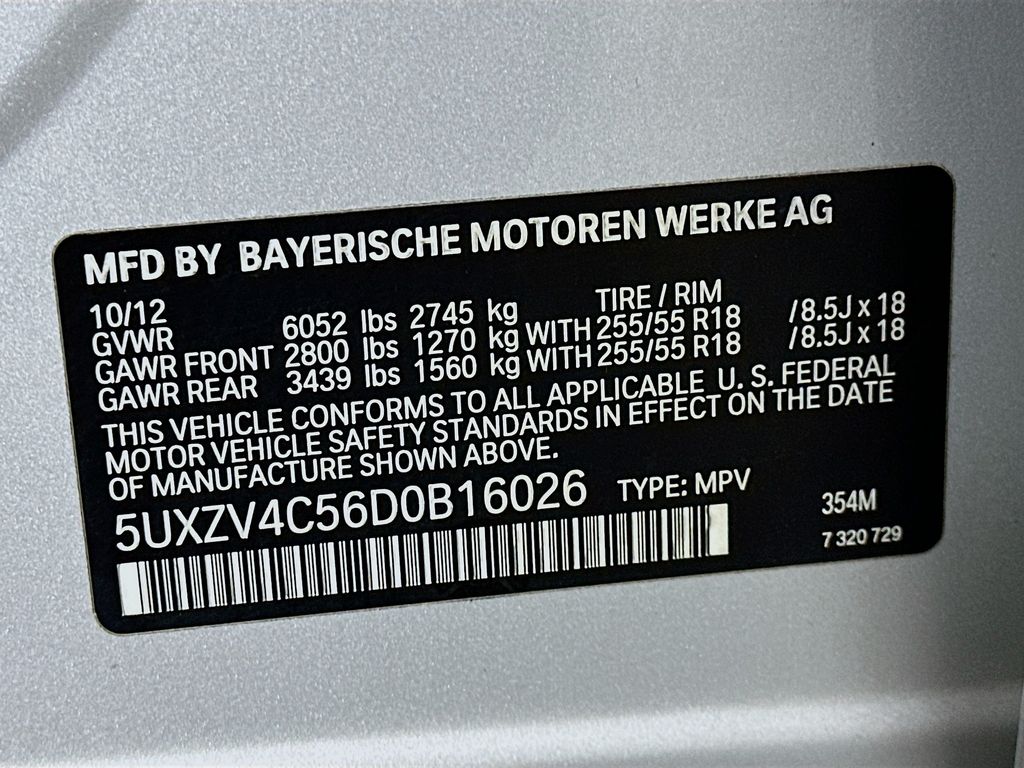 MFD BY BAYERISCHE MOTOREN WERKE AG
10/12 TIRE / RIM
GVWR 6052 lbs 2745 kg
GAWR FRONT 2800 lbs 1270 kg WITH 255/55 R18 /8.5J x 18
GAWR REAR 3439 lbs 1560 kg WITH 255/55 R18 /8.5J x 18
THIS VEHICLE CONFORMS TO ALL APPLICABLE U. S. FEDERAL
MOTOR VEHICLE SAFETY STANDARDS IN EFFECT ON THE DATE
OF MANUFACTURE SHOWN ABOVE.
5UXZV4C56D0B16026 TYPE: MPV 354M
7 320 729